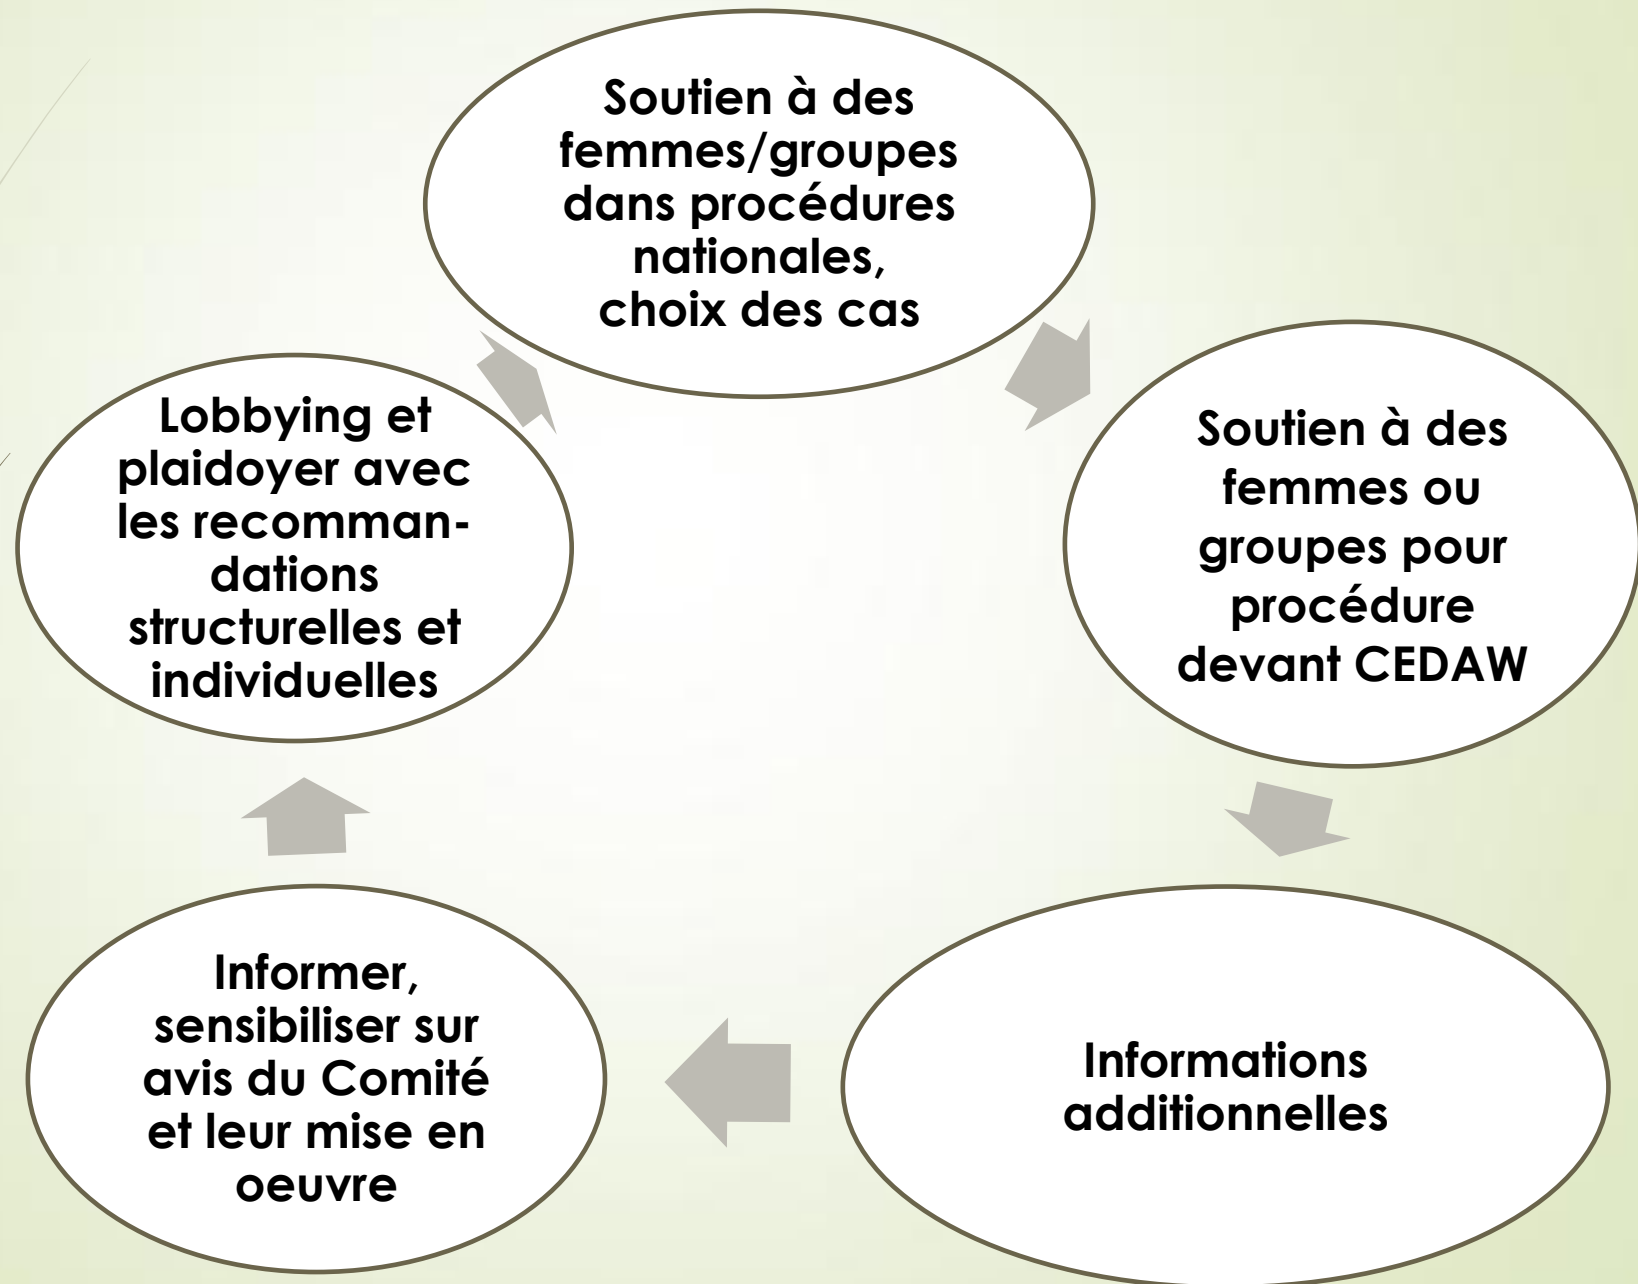 Soutien à des
femmes/groupes
dans procédures
nationales,
choix des cas
Soutien à des
femmes ou
groupes pour
procédure
devant CEDAW
Informations
additionnelles
Informer,
sensibiliser sur
avis du Comité
et leur mise en
oeuvre
Lobbying et
plaidoyer avec
les recomman-
dations
structurelles et
individuelles